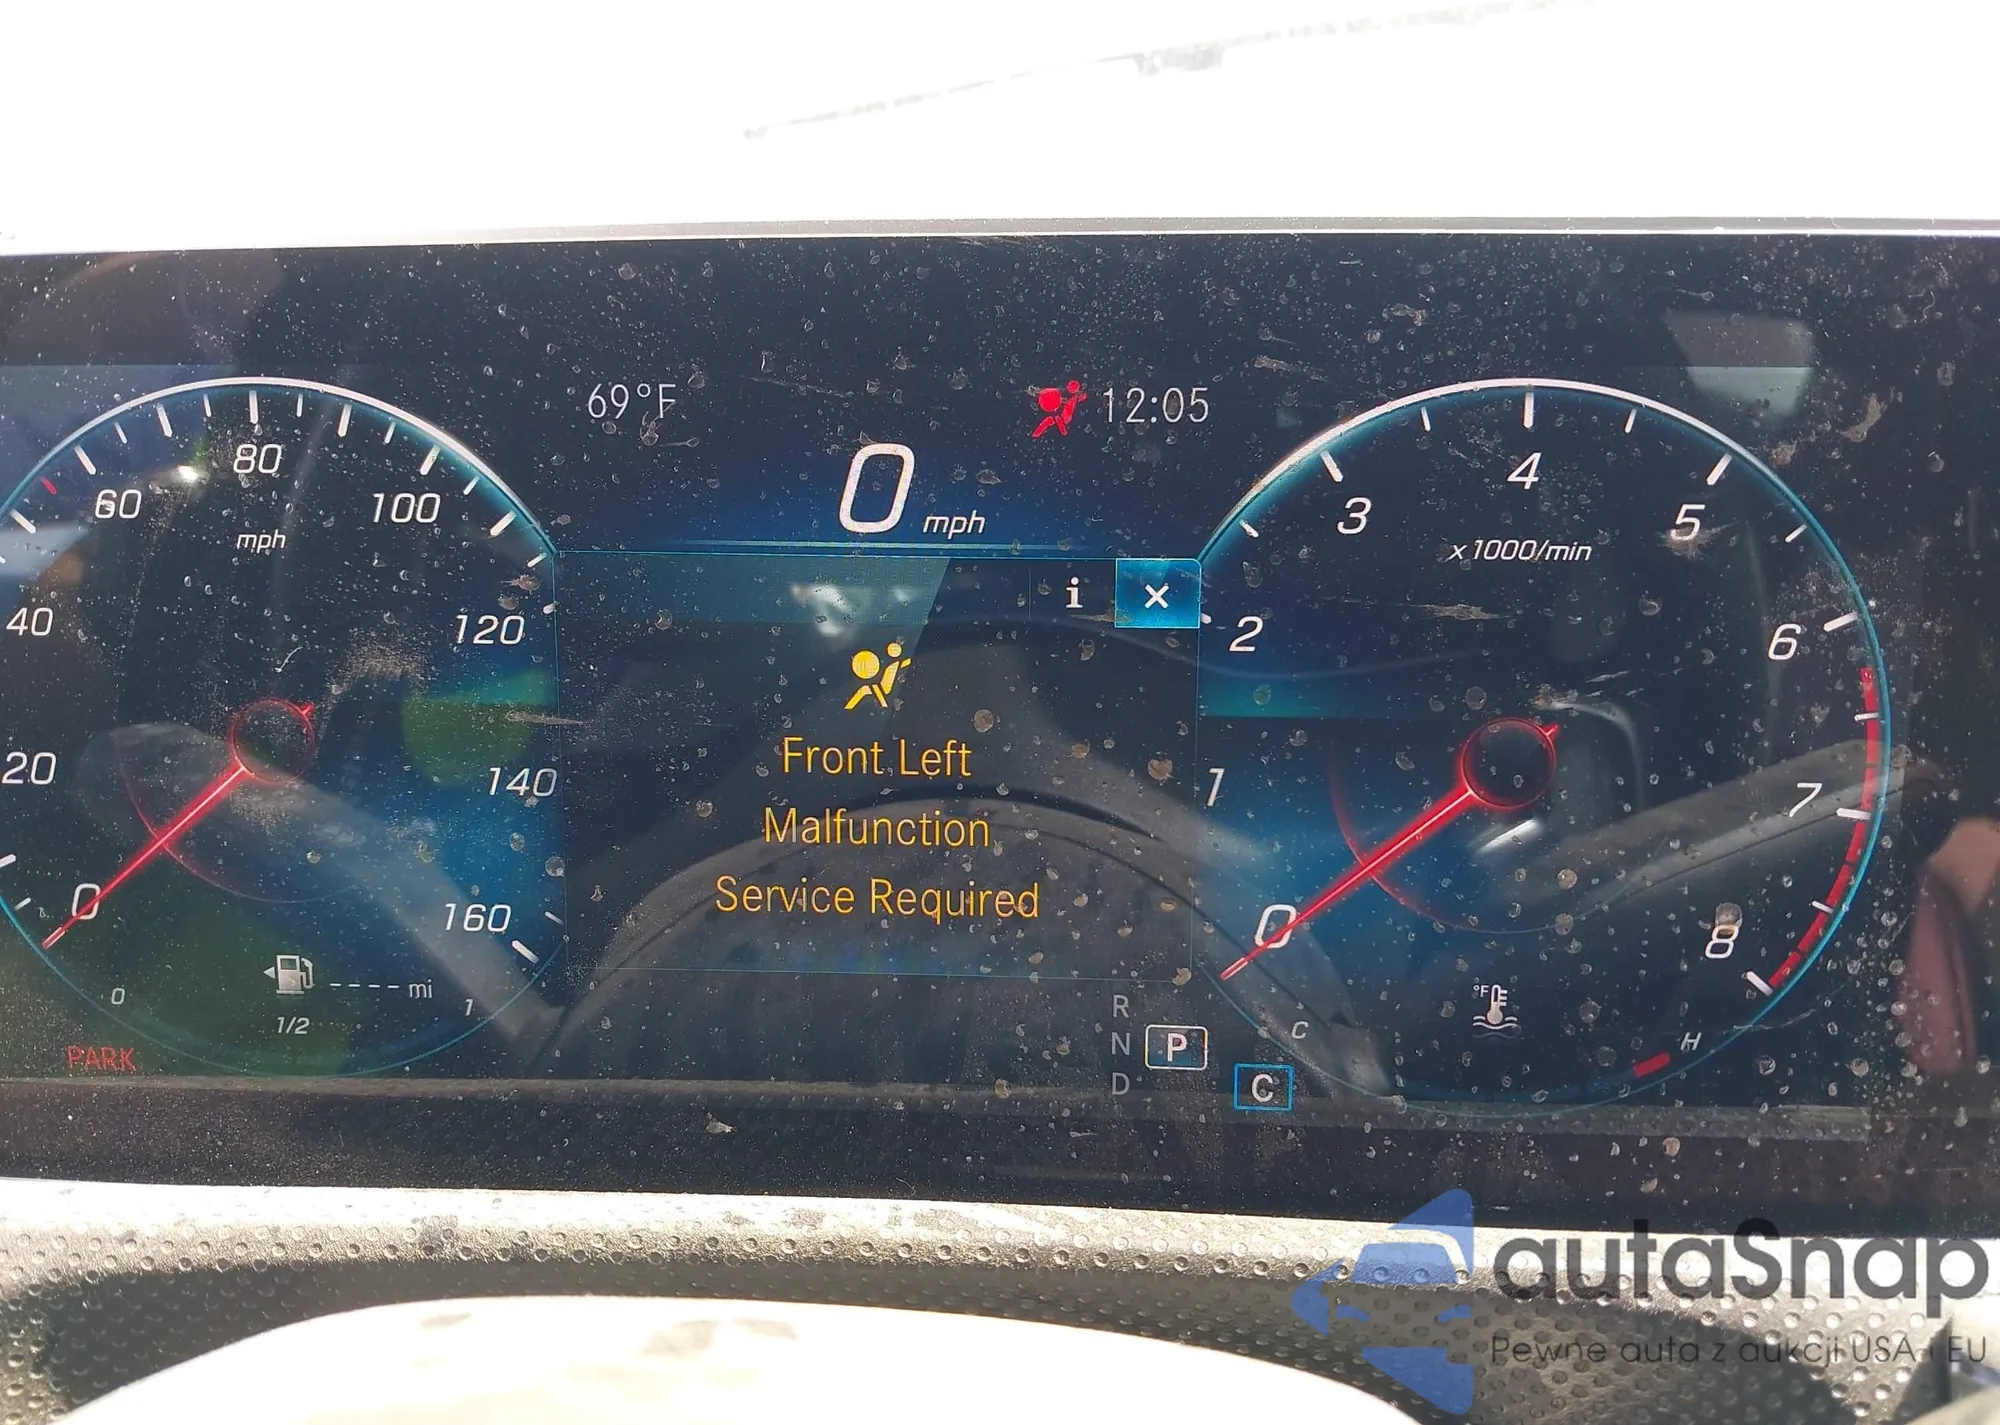 69°F
12:05
0 mph
i ×
Front Left
Malfunction
Service Required
0
20
40
60
80
100
120
140
160
mph
0 1/2 1
---- mi
PARK
0
1
2
3
4
5
6
7
8
x1000/min
°F
C H
R
N
D
P
C
autaSnap
Pewne auta z aukcji USA i EU